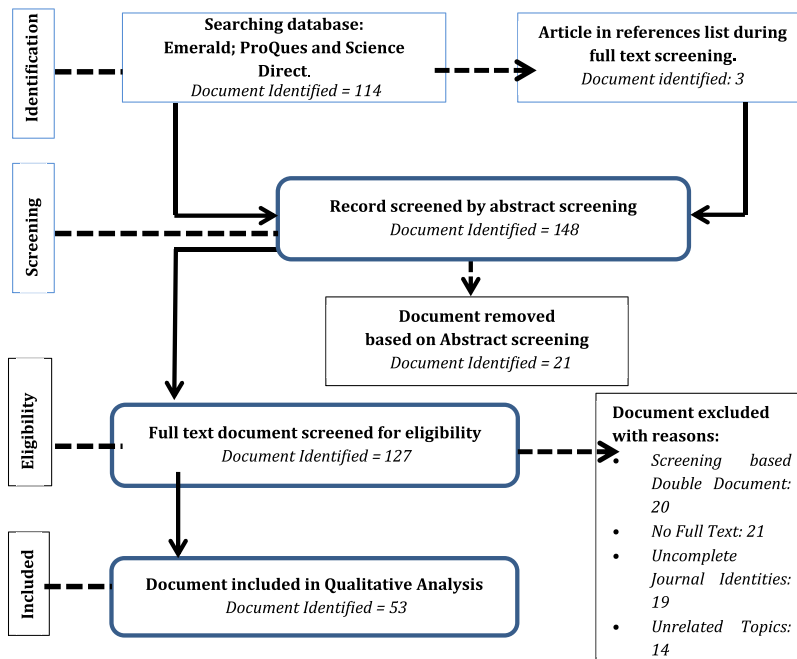 Identification
Searching database:
Emerald; ProQues and Science
Direct.
Document Identified = 114
Article in references list during
full text screening.
Document identified: 3
Screening
Record screened by abstract screening
Document Identified = 148
Document removed
based on Abstract screening
Document Identified = 21
Eligibility
Full text document screened for eligibility
Document Identified = 127
Document excluded
with reasons:
• Screening based
Double Document:
20
• No Full Text: 21
• Uncomplete
Journal Identities:
19
• Unrelated Topics:
14
Included
Document included in Qualitative Analysis
Document Identified = 53